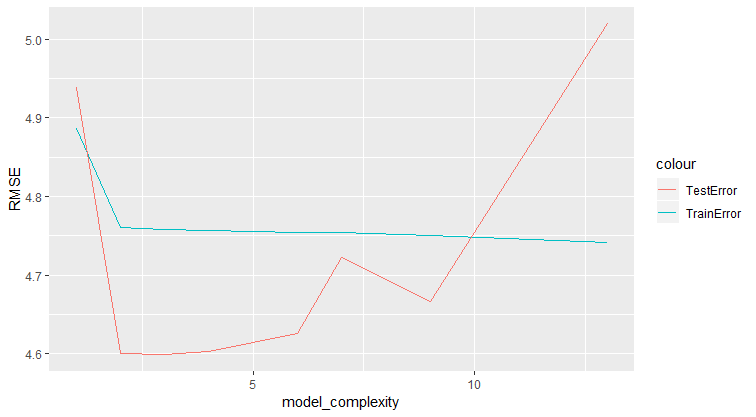 5.0
4.9
4.8
4.7
4.6
RMSE
5
10
model_complexity
colour
TestError
TrainError